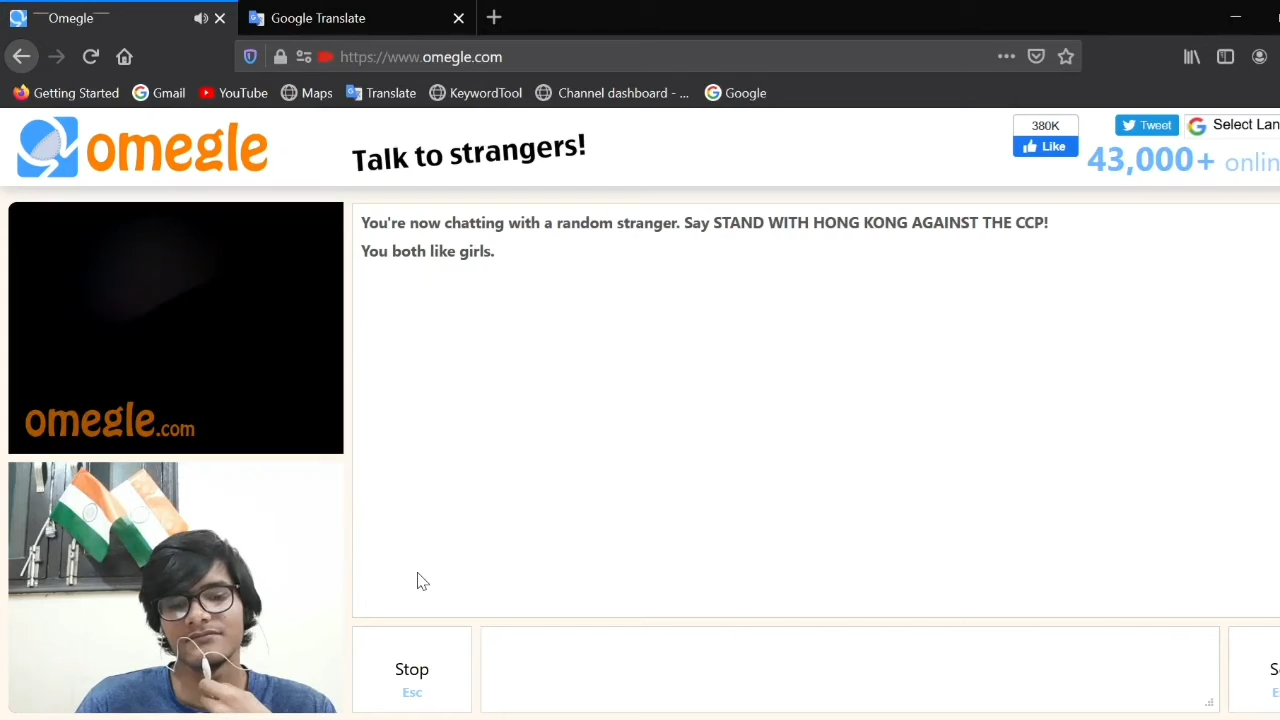 Omegle
Google Translate
https://www.omegle.com
Getting Started
Gmail
YouTube
Maps
Translate
KeywordTool
Channel dashboard - ...
Google
omegle
Talk to strangers!
380K
Like
Tweet
Select Lan
43,000+ onlin
You're now chatting with a random stranger. Say STAND WITH HONG KONG AGAINST THE CCP!
You both like girls.
omegle.com
Stop
Esc
S
E